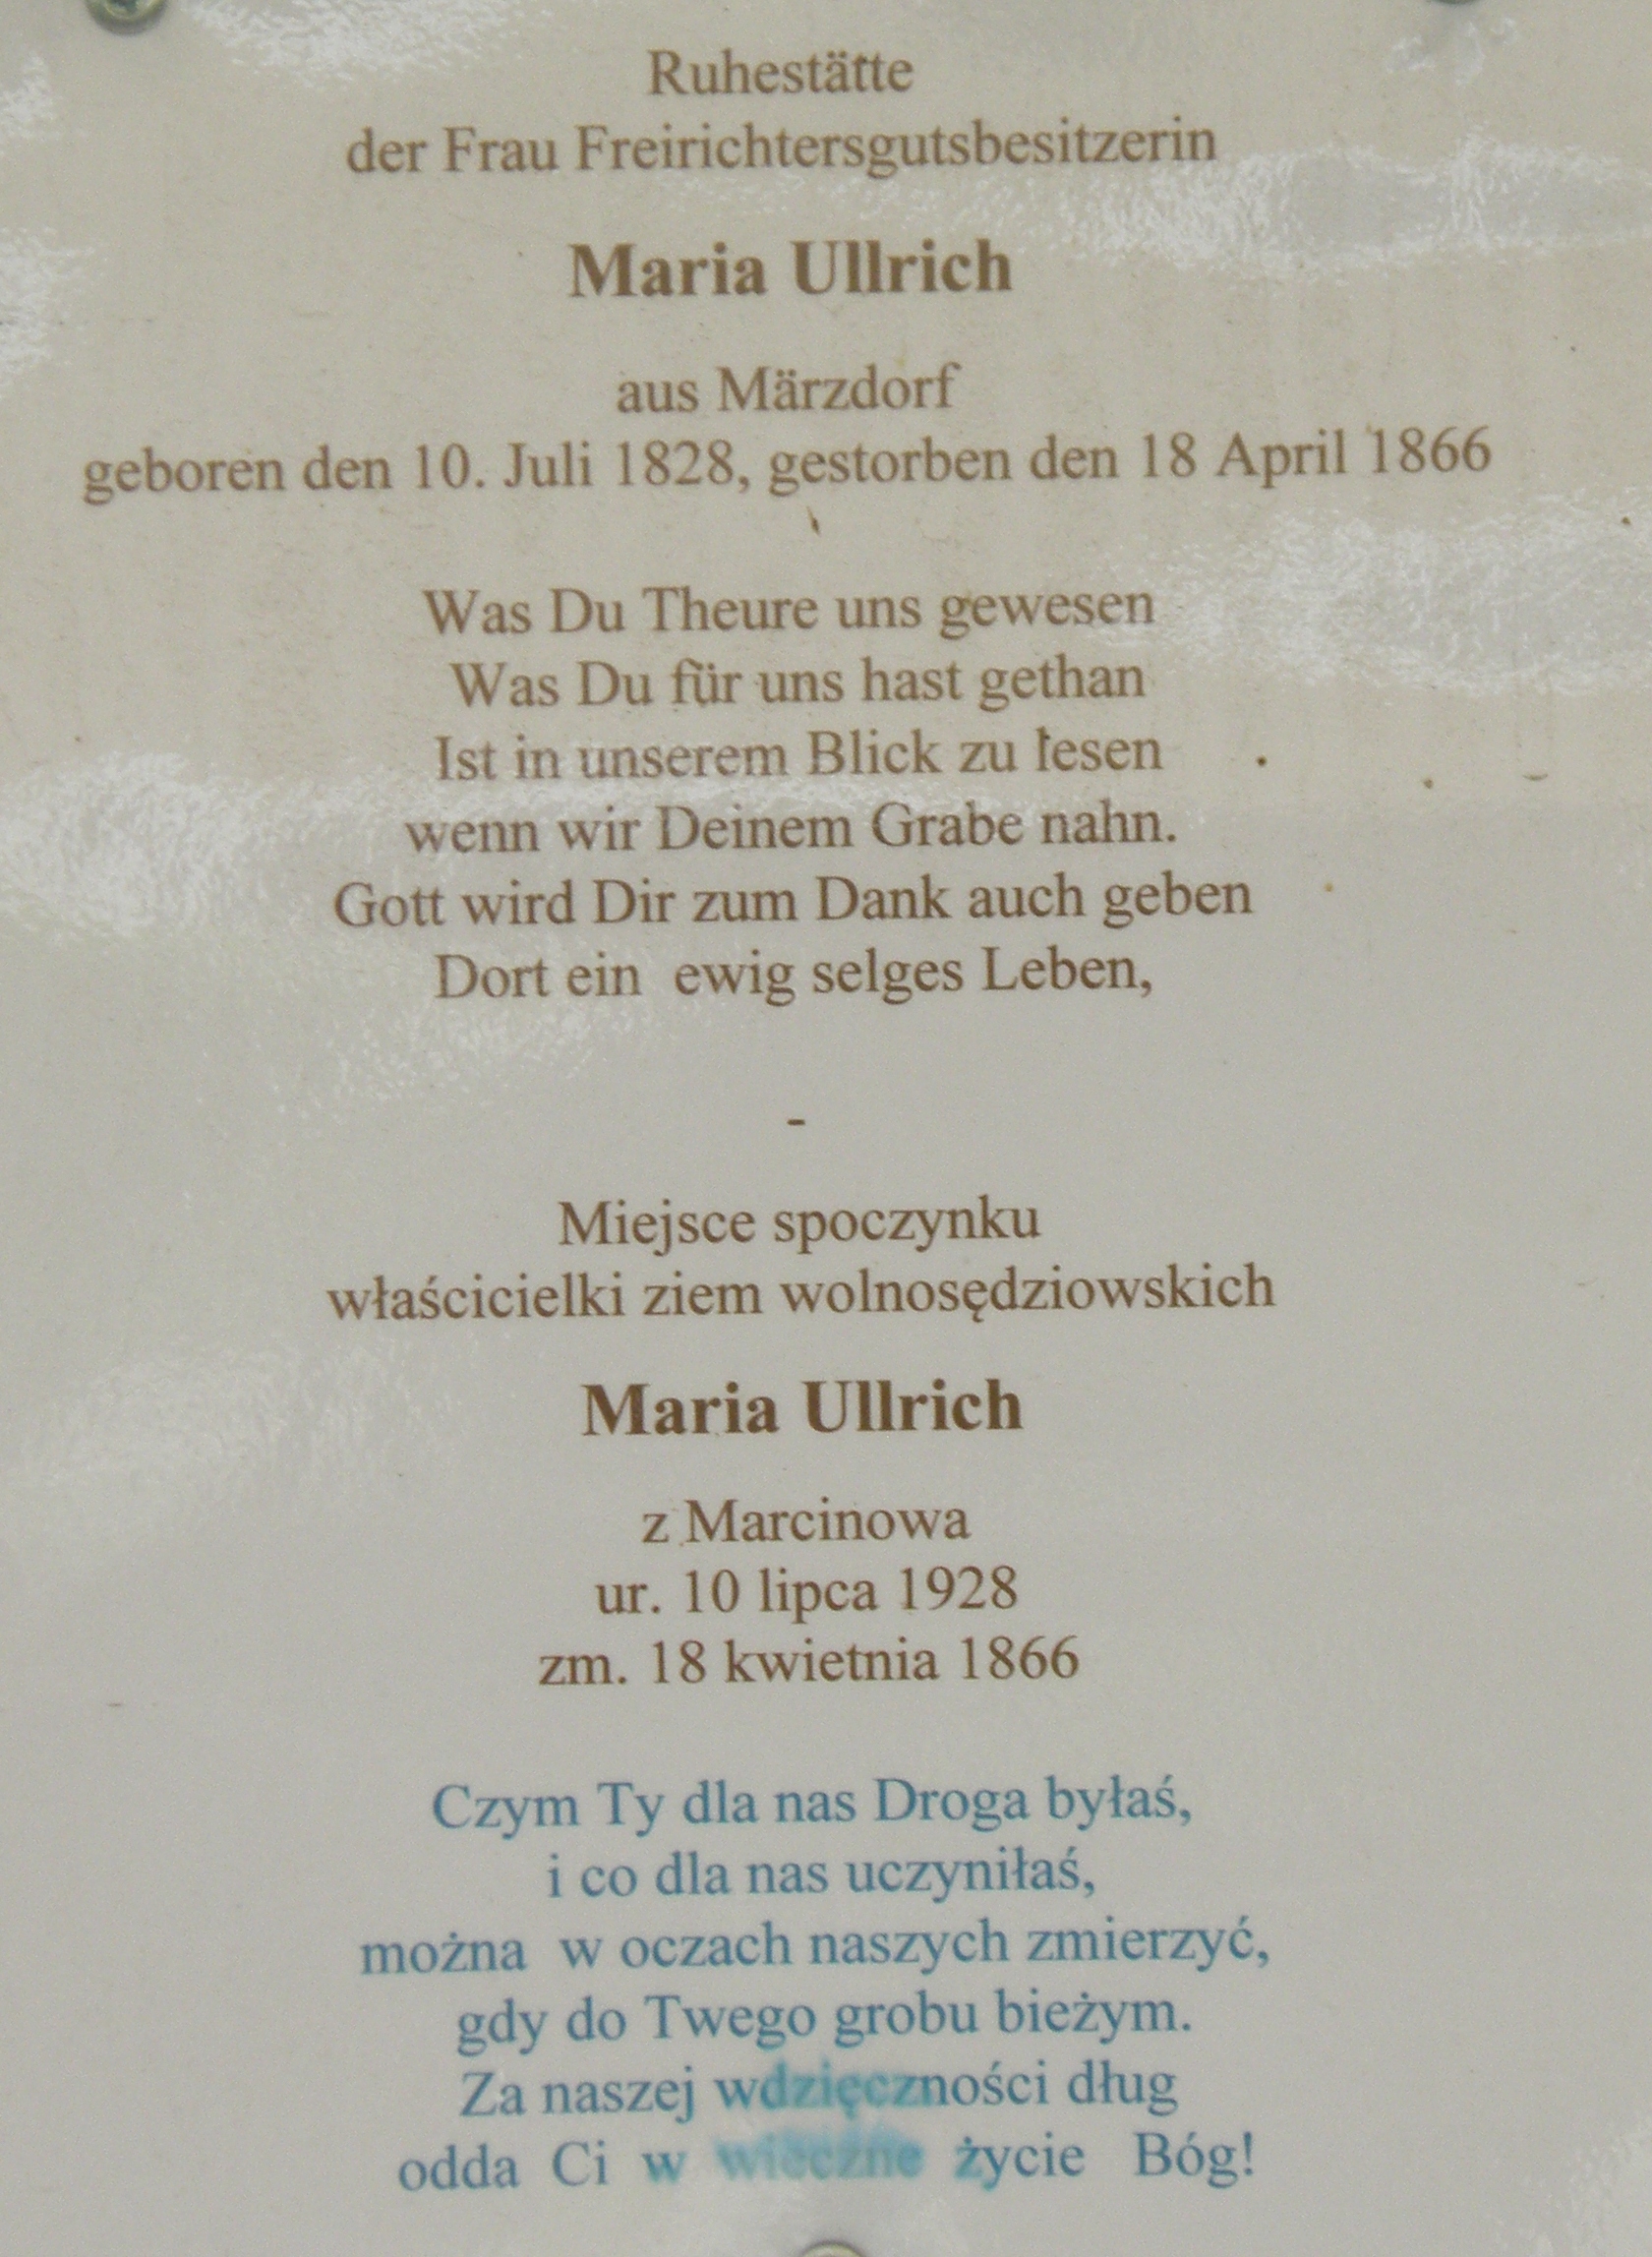 Ruhestätte
der Frau Freirichtersgutsbesitzerin
Maria Ullrich
aus Märzdorf
geboren den 10. Juli 1828, gestorben den 18 April 1866
Was Du Theure uns gewesen
Was Du für uns hast gethan
Ist in unserem Blick zu lesen
wenn wir Deinem Grabe nahn.
Gott wird Dir zum Dank auch geben
Dort ein ewig selges Leben,
-
Miejsce spoczynku
właścicielki ziem wolnosędziowskich
Maria Ullrich
z Marcinowa
ur. 10 lipca 1928
zm. 18 kwietnia 1866
Czym Ty dla nas Droga byłaś,
i co dla nas uczyniłaś,
można w oczach naszych zmierzyć,
gdy do Twego grobu bieżym.
Za naszej wdzięczności dług
odda Ci w wieczne życie Bóg!